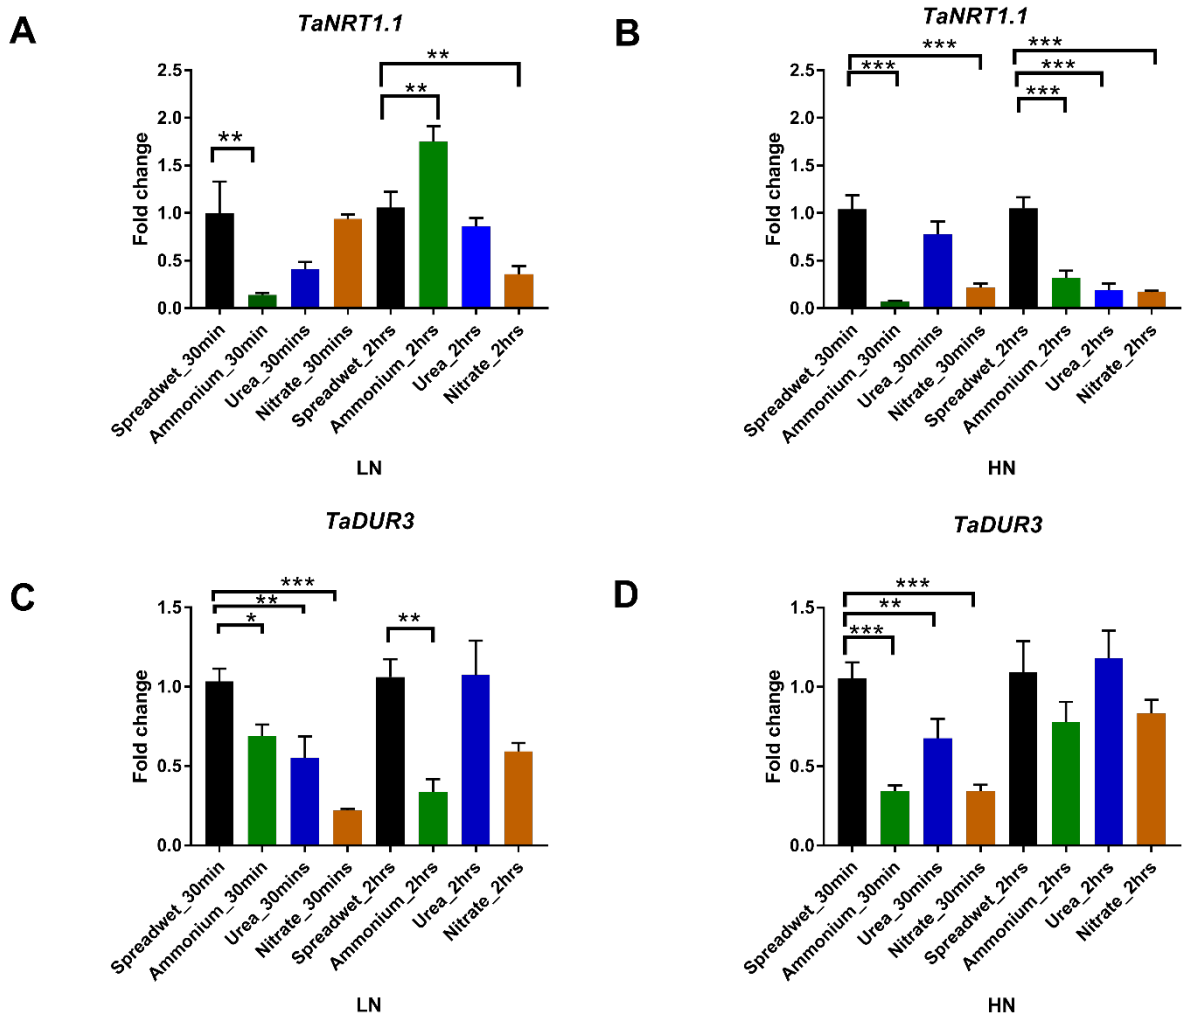 A
TaNRT1.1
**
**
**
Fold change
2.5
2.0
1.5
1.0
0.5
0.0
Spreadwet_30min
Ammonium_30min
Urea_30mins
Nitrate_30mins
Spreadwet_2hrs
Ammonium_2hrs
Urea_2hrs
Nitrate_2hrs
LN
B
TaNRT1.1
***
***
***
***
***
Fold change
2.5
2.0
1.5
1.0
0.5
0.0
Spreadwet_30min
Ammonium_30min
Urea_30mins
Nitrate_30mins
Spreadwet_2hrs
Ammonium_2hrs
Urea_2hrs
Nitrate_2hrs
HN
C
TaDUR3
***
**
*
**
Fold change
1.5
1.0
0.5
0.0
Spreadwet_30min
Ammonium_30min
Urea_30mins
Nitrate_30mins
Spreadwet_2hrs
Ammonium_2hrs
Urea_2hrs
Nitrate_2hrs
LN
D
TaDUR3
***
**
***
Fold change
1.5
1.0
0.5
0.0
Spreadwet_30min
Ammonium_30min
Urea_30mins
Nitrate_30mins
Spreadwet_2hrs
Ammonium_2hrs
Urea_2hrs
Nitrate_2hrs
HN